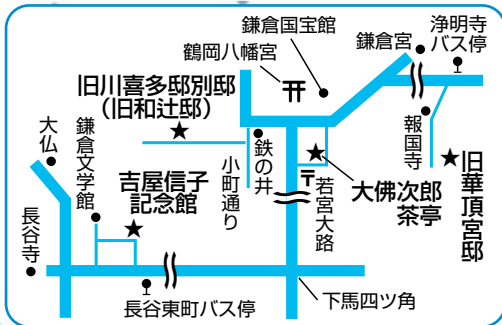 鎌倉国宝館
鶴岡八幡宮
鎌倉宮
浄明寺
バス停
旧川喜多邸別邸
(旧和辻邸)
大仏
鎌倉文学館
長谷寺
吉屋信子
記念館
小町通り
鉄の井
〒
若宮大路
大佛次郎
茶亭
報国寺
旧華頂宮邸
長谷東町バス停
下馬四ツ角